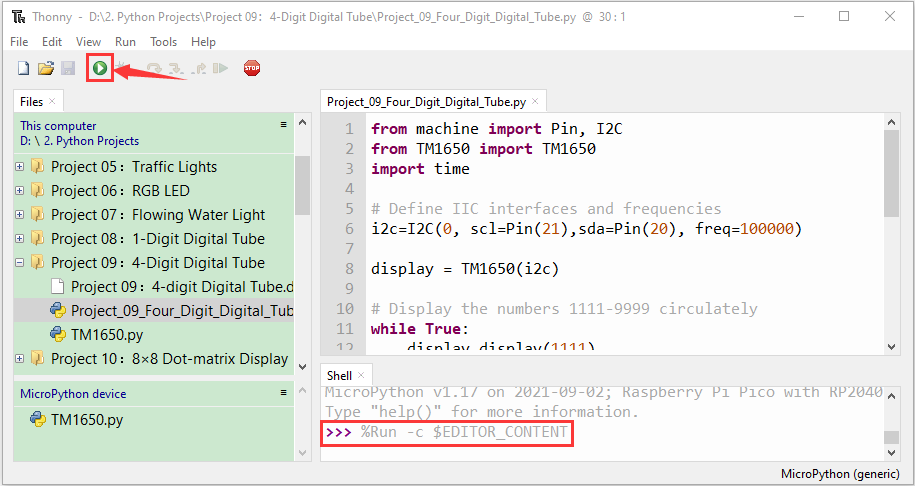 Thonny - D:\2. Python Projects\Project 09：4-Digit Digital Tube\Project_09_Four_Digit_Digital_Tube.py @ 30 : 1
File Edit View Run Tools Help
STOP
Files ×
This computer
D: \ 2. Python Projects
Project 05：Traffic Lights
Project 06：RGB LED
Project 07：Flowing Water Light
Project 08：1-Digit Digital Tube
Project 09：4-Digit Digital Tube
Project 09：4-digit Digital Tube.d
Project_09_Four_Digit_Digital_Tub
TM1650.py
Project 10：8×8 Dot-matrix Display
MicroPython device
TM1650.py
Project_09_Four_Digit_Digital_Tube.py ×
1 from machine import Pin, I2C
2 from TM1650 import TM1650
3 import time
4
5 # Define IIC interfaces and frequencies
6 i2c=I2C(0, scl=Pin(21),sda=Pin(20), freq=100000)
7
8 display = TM1650(i2c)
9
10 # Display the numbers 1111-9999 circulately
11 while True:
12 display.display(1111)
Shell ×
MicroPython v1.17 on 2021-09-02; Raspberry Pi Pico with RP2040
Type "help()" for more information.
>>> %Run -c $EDITOR_CONTENT
MicroPython (generic)